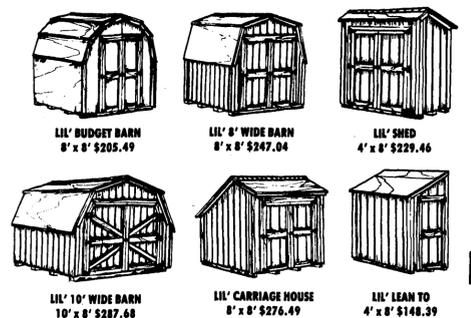 LIL' BUDGET BARN
8' x 8' $205.49
LIL' 8' WIDE BARN
8' x 8' $247.04
LIL' SHED
4' x 8' $229.46
LIL' 10' WIDE BARN
10' x 8' $287.68
LIL' CARRIAGE HOUSE
8' x 8' $276.49
LIL' LEAN TO
4' x 8' $148.39